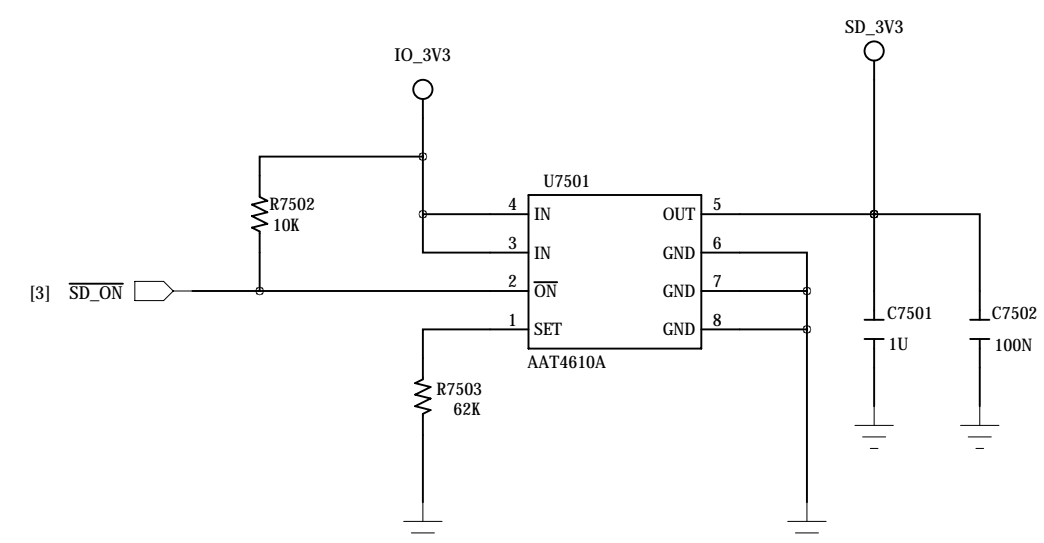 SD_3V3
IO_3V3
U7501
R7502
10K
4 IN OUT 5
3 IN GND 6
[3] SD_ON 2 ON GND 7
1 SET GND 8
AAT4610A
C7501
1U
C7502
100N
R7503
62K